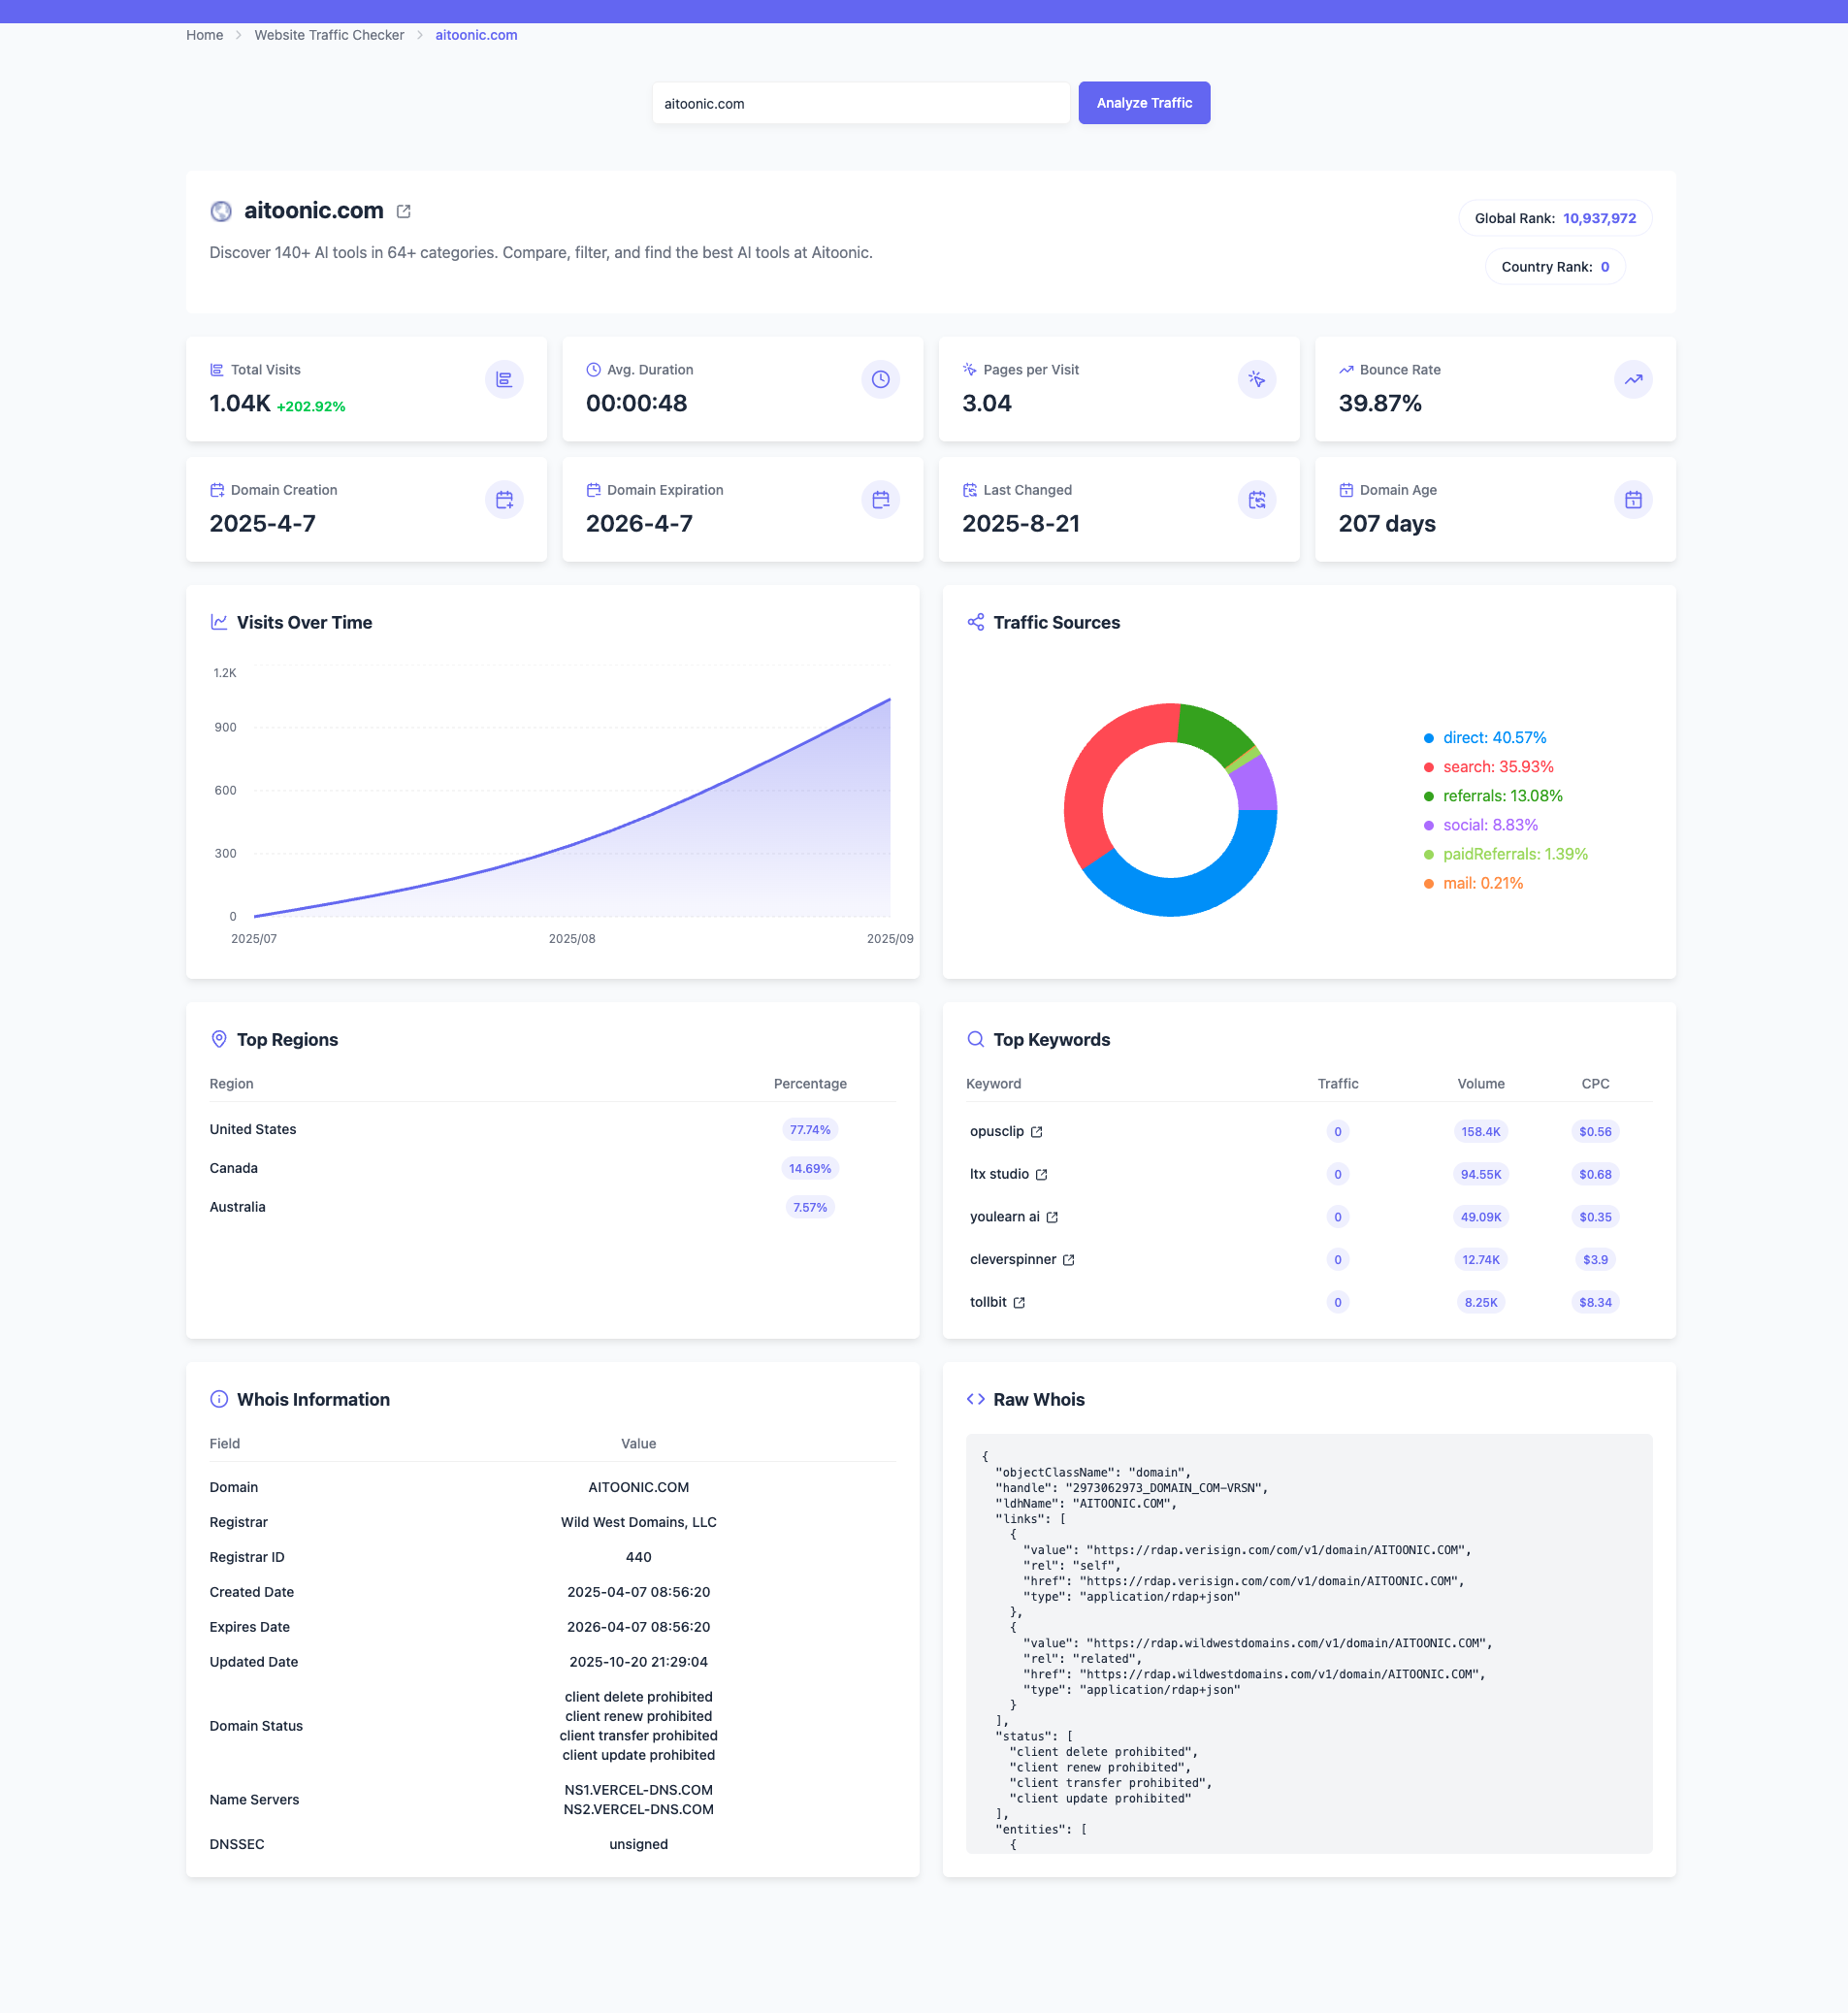 Home > Website Traffic Checker > aitoonic.com
aitoonic.com
Analyze Traffic
aitoonic.com
Discover 140+ AI tools in 64+ categories. Compare, filter, and find the best AI tools at Aitoonic.
Global Rank: 10,937,972
Country Rank: 0
Total Visits
1.04K +202.92%
Avg. Duration
00:00:48
Pages per Visit
3.04
Bounce Rate
39.87%
Domain Creation
2025-4-7
Domain Expiration
2026-4-7
Last Changed
2025-8-21
Domain Age
207 days
Visits Over Time
1.2K
900
600
300
0
2025/07 2025/08 2025/09
Traffic Sources
direct: 40.57%
search: 35.93%
referrals: 13.08%
social: 8.83%
paidReferrals: 1.39%
mail: 0.21%
Top Regions
Region Percentage
United States 77.74%
Canada 14.69%
Australia 7.57%
Top Keywords
Keyword Traffic Volume CPC
opusclip 0 158.4K $0.56
ltx studio 0 94.55K $0.68
youlearn ai 0 49.09K $0.35
cleverspinner 0 12.74K $3.9
tollbit 0 8.25K $8.34
Whois Information
Field Value
Domain AITOONIC.COM
Registrar Wild West Domains, LLC
Registrar ID 440
Created Date 2025-04-07 08:56:20
Expires Date 2026-04-07 08:56:20
Updated Date 2025-10-20 21:29:04
Domain Status
client delete prohibited
client renew prohibited
client transfer prohibited
client update prohibited
Name Servers
NS1.VERCEL-DNS.COM
NS2.VERCEL-DNS.COM
DNSSEC unsigned
Raw Whois
{
"objectClassName": "domain",
"handle": "2973062973_DOMAIN_COM-VRSN",
"ldhName": "AITOONIC.COM",
"links": [
{
"value": "https://rdap.verisign.com/com/v1/domain/AITOONIC.COM",
"rel": "self",
"href": "https://rdap.verisign.com/com/v1/domain/AITOONIC.COM",
"type": "application/rdap+json"
},
{
"value": "https://rdap.wildwestdomains.com/v1/domain/AITOONIC.COM",
"rel": "related",
"href": "https://rdap.wildwestdomains.com/v1/domain/AITOONIC.COM",
"type": "application/rdap+json"
}
],
"status": [
"client delete prohibited",
"client renew prohibited",
"client transfer prohibited",
"client update prohibited"
],
"entities": [
{